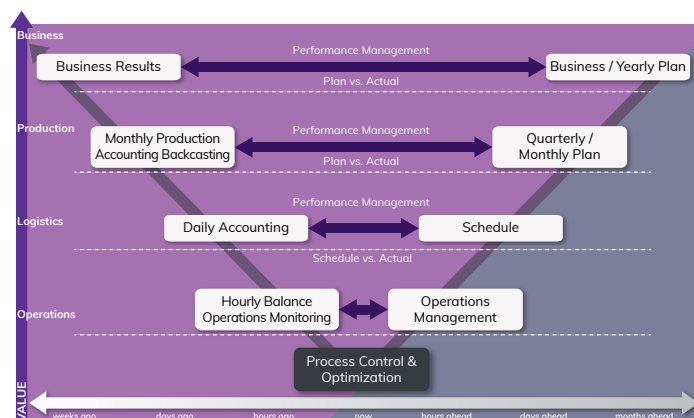 Business
Performance Management
Business Results
Business / Yearly Plan
Plan vs. Actual
Production
Performance Management
Monthly Production
Accounting Backcasting
Quarterly /
Monthly Plan
Plan vs. Actual
Performance Management
Logistics
Daily Accounting
Schedule
Schedule vs. Actual
Hourly Balance
Operations Monitoring
Operations
Management
Operations
Process Control &
Optimization
VALUE
weeks ago
days ago
hours ago
now
hours ahead
days ahead
months ahead